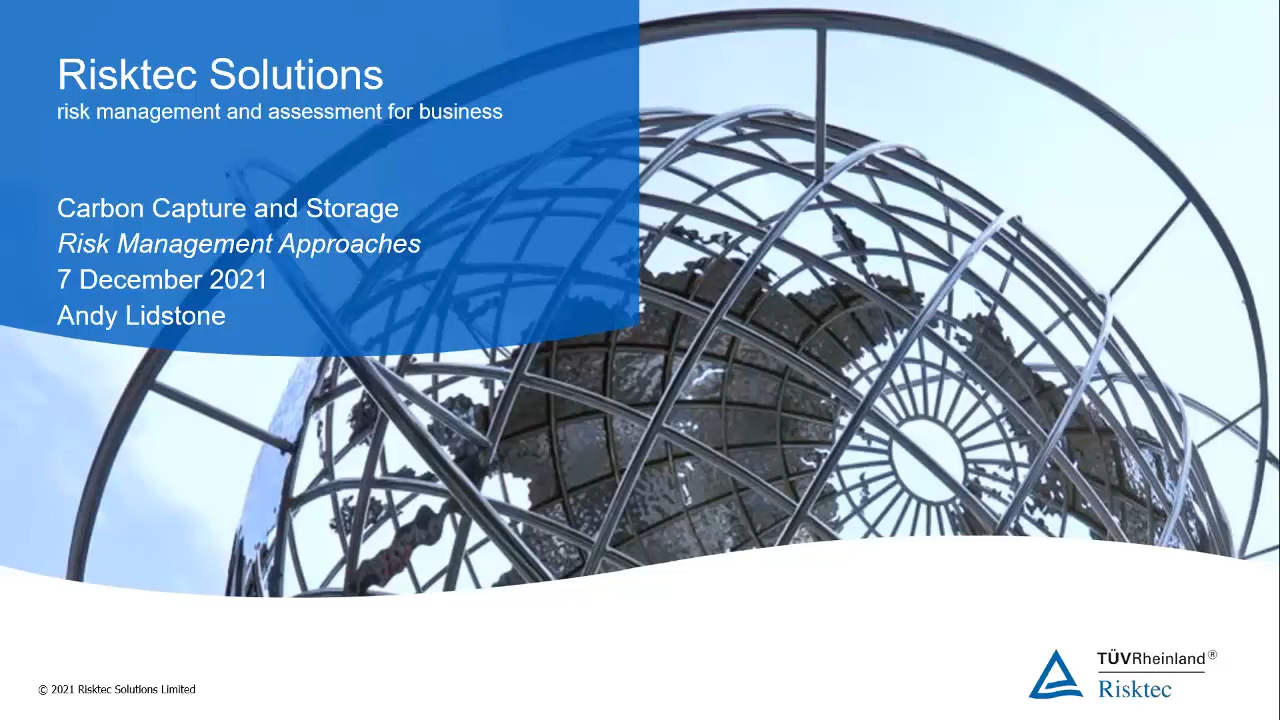 Risktec Solutions
risk management and assessment for business
Carbon Capture and Storage
Risk Management Approaches
7 December 2021
Andy Lidstone
© 2021 Risktec Solutions Limited
TÜVRheinland®
Risktec